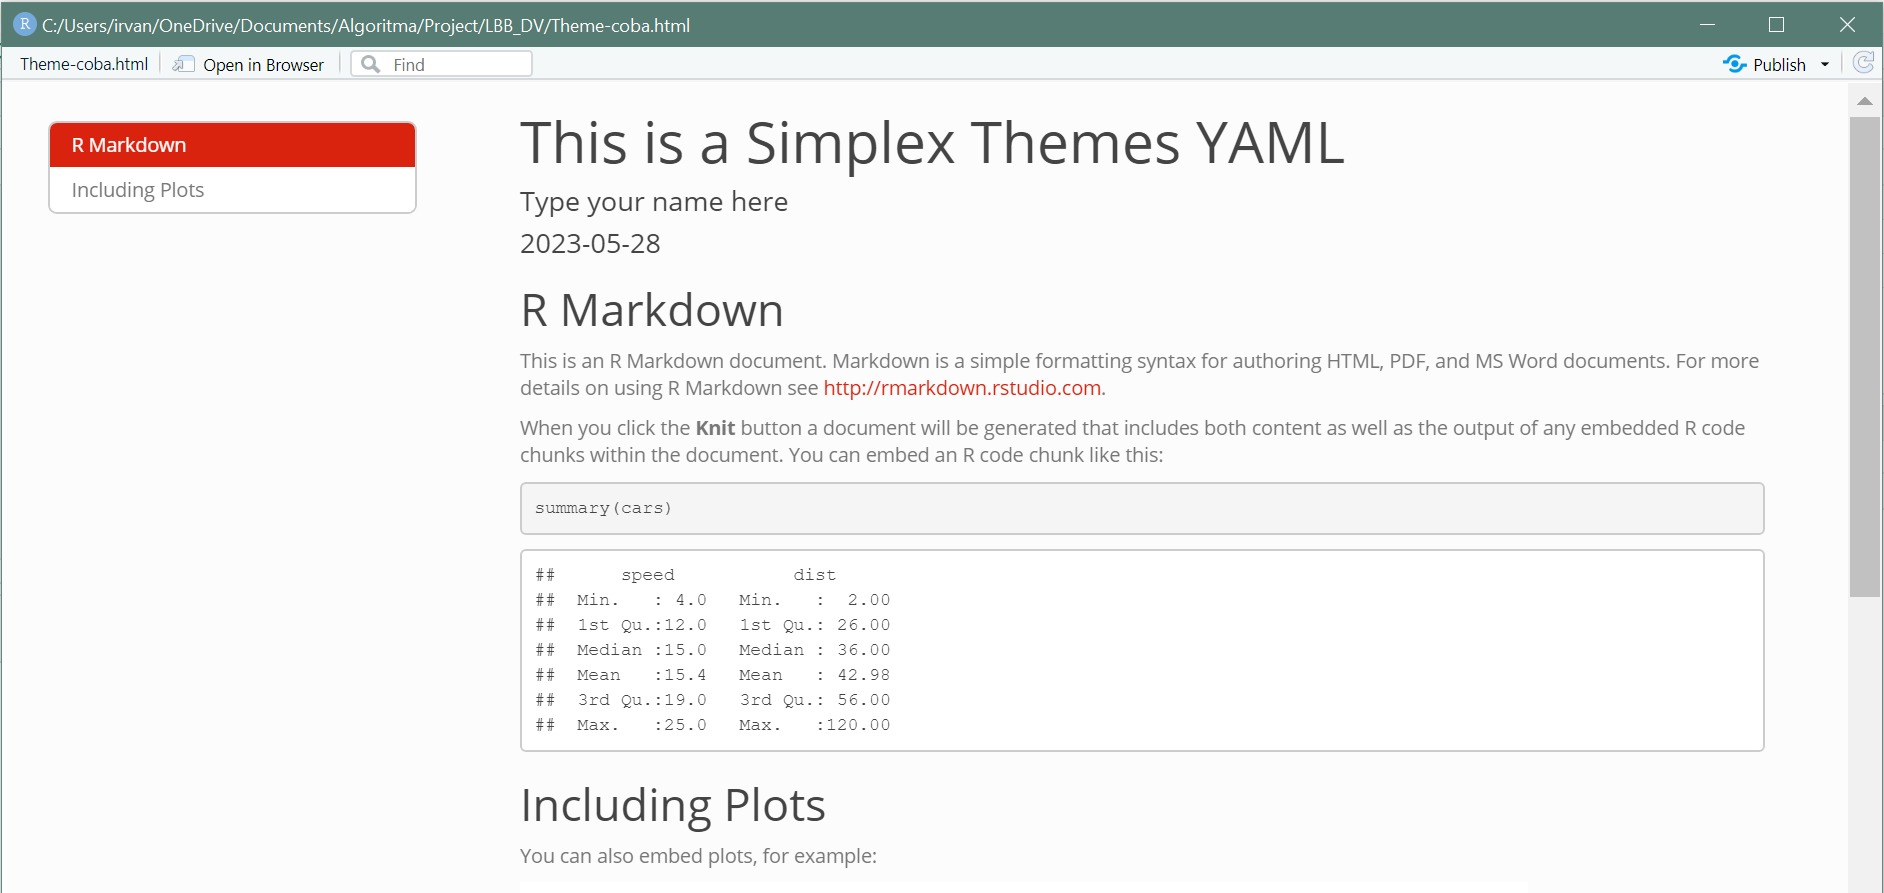 R C:/Users/irvan/OneDrive/Documents/Algoritma/Project/LBB_DV/Theme-coba.html
Theme-coba.html Open in Browser Find Publish
R Markdown
Including Plots
This is a Simplex Themes YAML
Type your name here
2023-05-28
R Markdown
This is an R Markdown document. Markdown is a simple formatting syntax for authoring HTML, PDF, and MS Word documents. For more
details on using R Markdown see http://rmarkdown.rstudio.com.
When you click the Knit button a document will be generated that includes both content as well as the output of any embedded R code
chunks within the document. You can embed an R code chunk like this:
summary(cars)
##      speed           dist
##  Min.   : 4.0   Min.   :  2.00
##  1st Qu.:12.0   1st Qu.: 26.00
##  Median :15.0   Median : 36.00
##  Mean   :15.4   Mean   : 42.98
##  3rd Qu.:19.0   3rd Qu.: 56.00
##  Max.   :25.0   Max.   :120.00
Including Plots
You can also embed plots, for example: